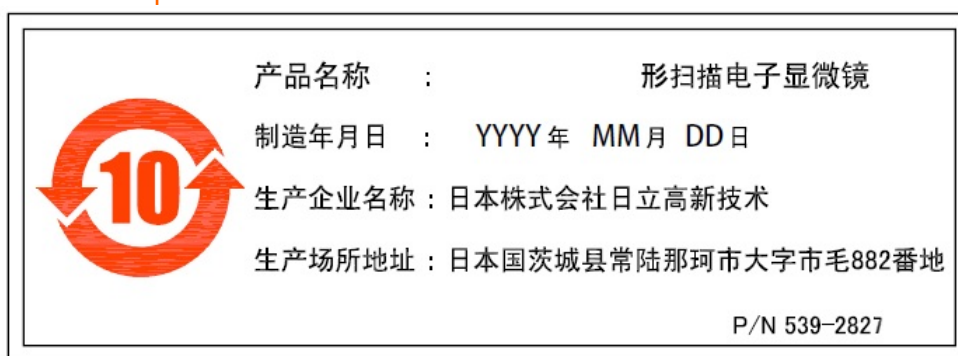 产品名称 : 形扫描电子显微镜
制造年月日 : YYYY年 MM月 DD日
生产企业名称：日本株式会社日立高新技术
生产场所地址：日本国茨城县常陆那珂市大字市毛882番地
10
P/N 539-2827